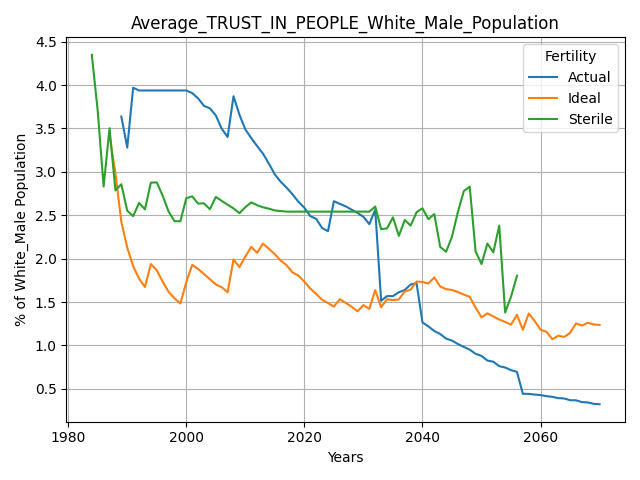 Average_TRUST_IN_PEOPLE_White_Male_Population
% of White_Male Population
4.5
4.0
3.5
3.0
2.5
2.0
1.5
1.0
0.5
Fertility
Actual
Ideal
Sterile
1980
2000
2020
2040
2060
Years